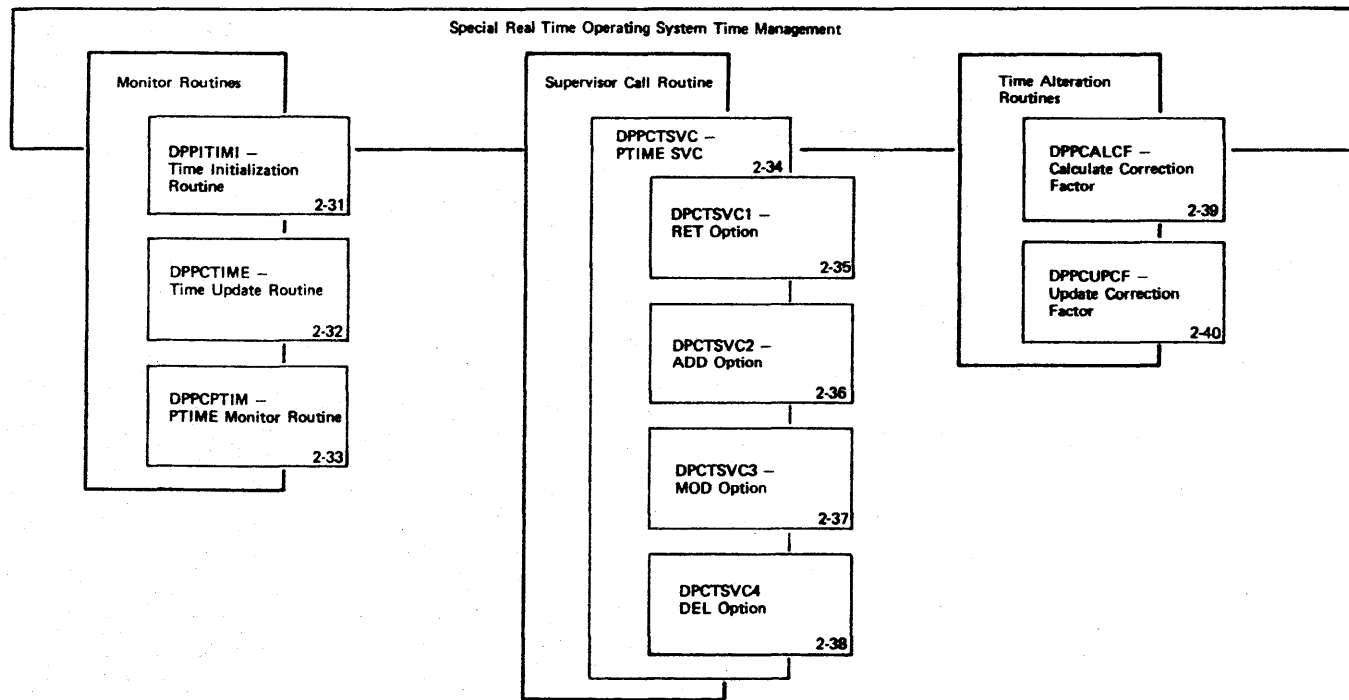 Special Real Time Operating System Time Management
Monitor Routines
DPPITIMI –
Time Initialization
Routine
2-31
DPPCTIME –
Time Update Routine
2-32
DPPCPTIM –
PTIME Monitor Routine
2-33
Supervisor Call Routine
DPPCTSVC –
PTIME SVC
2-34
DPCTSVC1 –
RET Option
2-35
DPCTSVC2 –
ADD Option
2-36
DPCTSVC3 –
MOD Option
2-37
DPCTSVC4
DEL Option
2-38
Time Alteration
Routines
DPPCALCF –
Calculate Correction
Factor
2-39
DPPCUPCF –
Update Correction
Factor
2-40